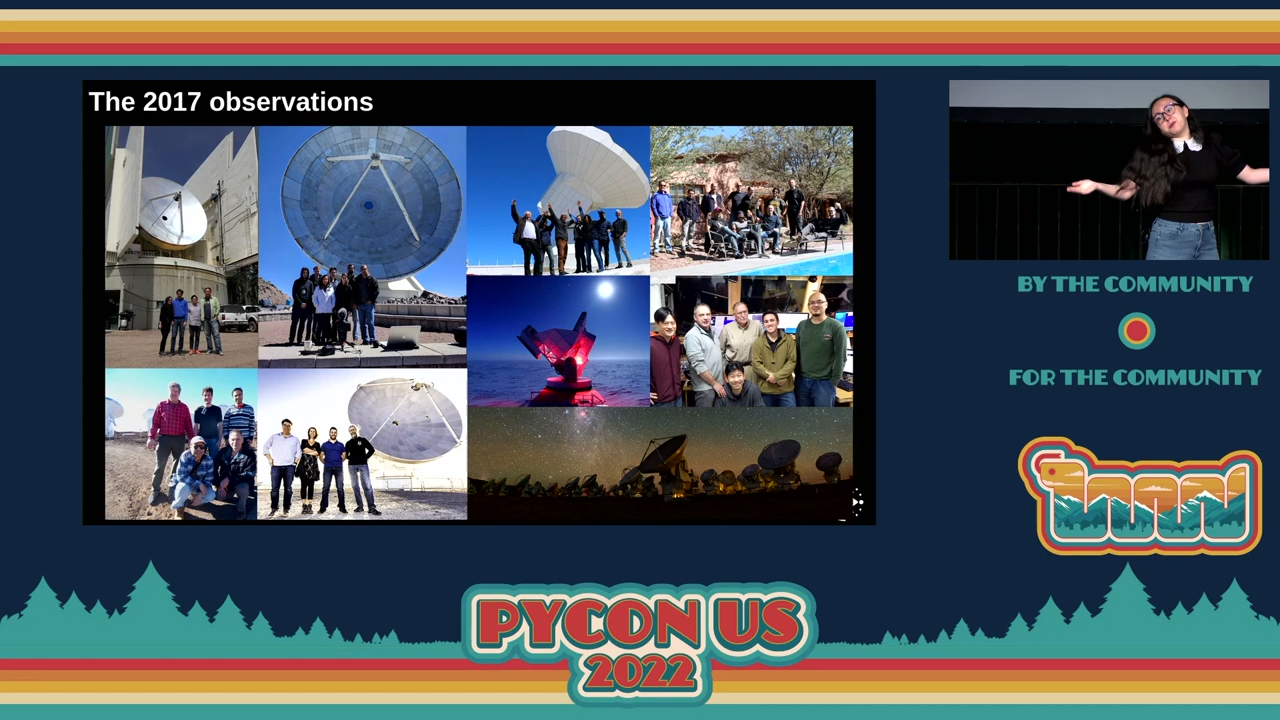 The 2017 observations
BY THE COMMUNITY
FOR THE COMMUNITY
PYCON US
2022